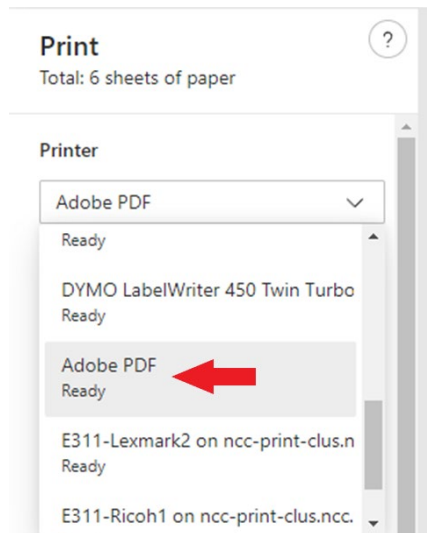 Print
?
Total: 6 sheets of paper
Printer
Adobe PDF
Ready
DYMO LabelWriter 450 Twin Turbo
Ready
Adobe PDF
Ready
E311-Lexmark2 on ncc-print-clus.n
Ready
E311-Ricoh1 on ncc-print-clus.ncc.